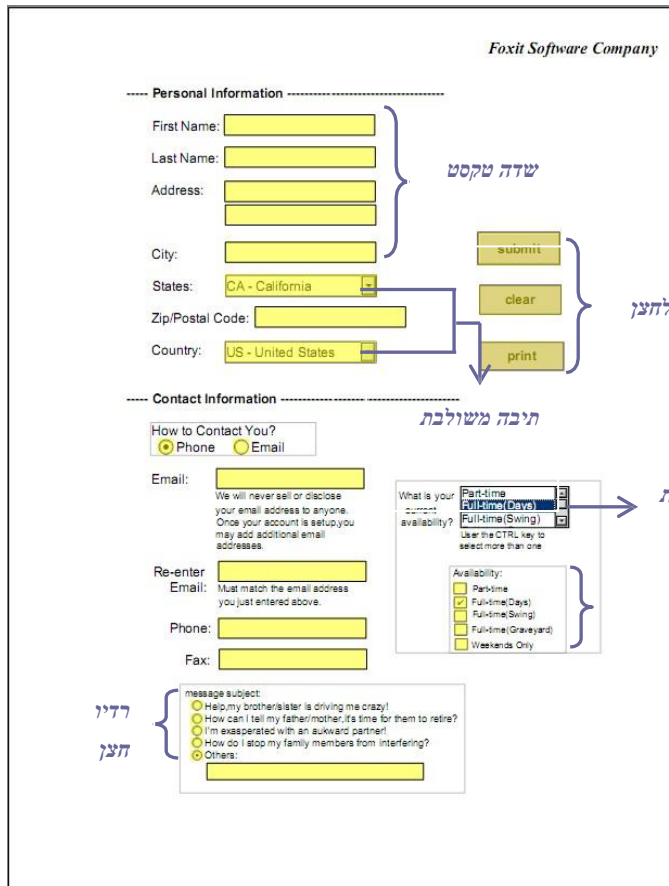 Foxit Software Company
----- Personal Information -----
First Name:
Last Name:
Address:
שדה טקסט
City:
submit
States: CA - California
clear
לחצן
Zip/Postal Code:
Country: US - United States
print
----- Contact Information -----
תיבה משולבת
How to Contact You?
Phone Email
Email:
We will never sell or disclose
your email address to anyone.
Once your account is setup,you
may add additional email
addresses.
What is your
current
availability?
Part-time
Full-time(Days)
Full-time(Swing)
User the CTRL key to
select more than one
Re-enter
Email:
Must match the email address
you just entered above.
Availability:
Part-time
Full-time(Days)
Full-time(Swing)
Full-time(Graveyard)
Weekends Only
Phone:
Fax:
message subject:
Help,my brother/sister is driving me crazy!
How can I tell my father/mother,it's time for them to retire?
I'm exasperated with an aukward partner!
How do I stop my family members from interfering?
Others:
רדיו
חצן